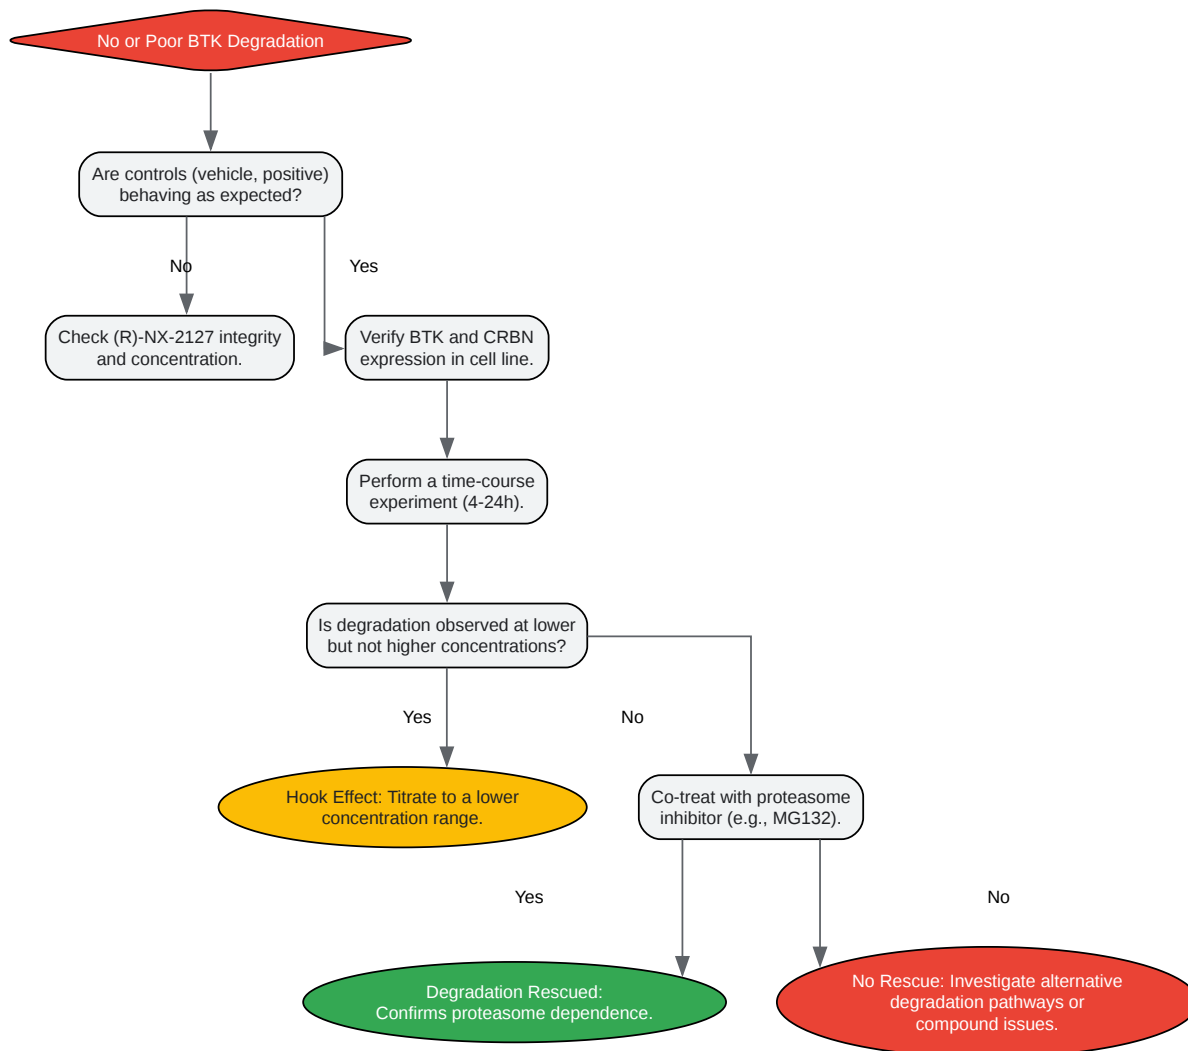 No or Poor BTK Degradation
Are controls (vehicle, positive)
behaving as expected?
No
Yes
Check (R)-NX-2127 integrity
and concentration.
Verify BTK and CRBN
expression in cell line.
Perform a time-course
experiment (4-24h).
Is degradation observed at lower
but not higher concentrations?
Yes
No
Hook Effect: Titrate to a lower
concentration range.
Co-treat with proteasome
inhibitor (e.g., MG132).
Yes
No
Degradation Rescued:
Confirms proteasome dependence.
No Rescue: Investigate alternative
degradation pathways or
compound issues.